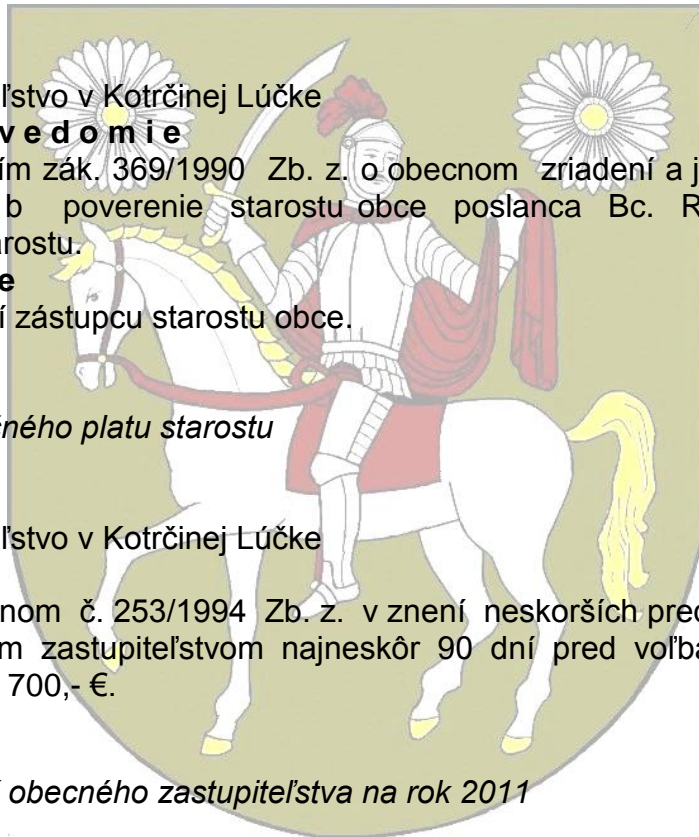 ľstvo v Kotrčinej Lúčke
v e d o m i e
ím zák. 369/1990 Zb. z. o obecnom zriadení a j
b poverenie starostu obce poslanca Bc. R
arostu.
e
í zástupcu starostu obce.
ného platu starostu
ľstvo v Kotrčinej Lúčke
nom č. 253/1994 Zb. z. v znení neskorších pred
m zastupiteľstvom najneskôr 90 dní pred voľba
700,- €.
í obecného zastupiteľstva na rok 2011